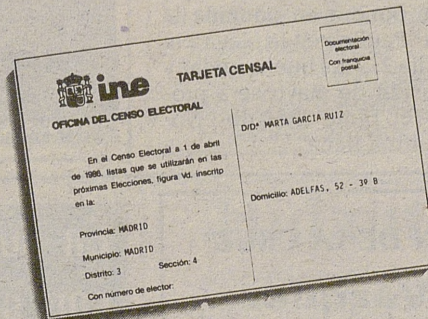 ine
TARJETA CENSAL
Documentación
electoral.
Con franquicia
postal.
OFICINA DEL CENSO ELECTORAL
En el Censo Electoral a 1 de abril
de 1986, listas que se utilizarán en las
próximas Elecciones, figura Vd. inscrito
en la:
Provincia: MADRID
Municipio: MADRID
Distrito: 3 Sección: 4
Con número de elector:
D/Dª MARTA GARCIA RUIZ
Domicilio: ADELFAS, 52 - 3º B